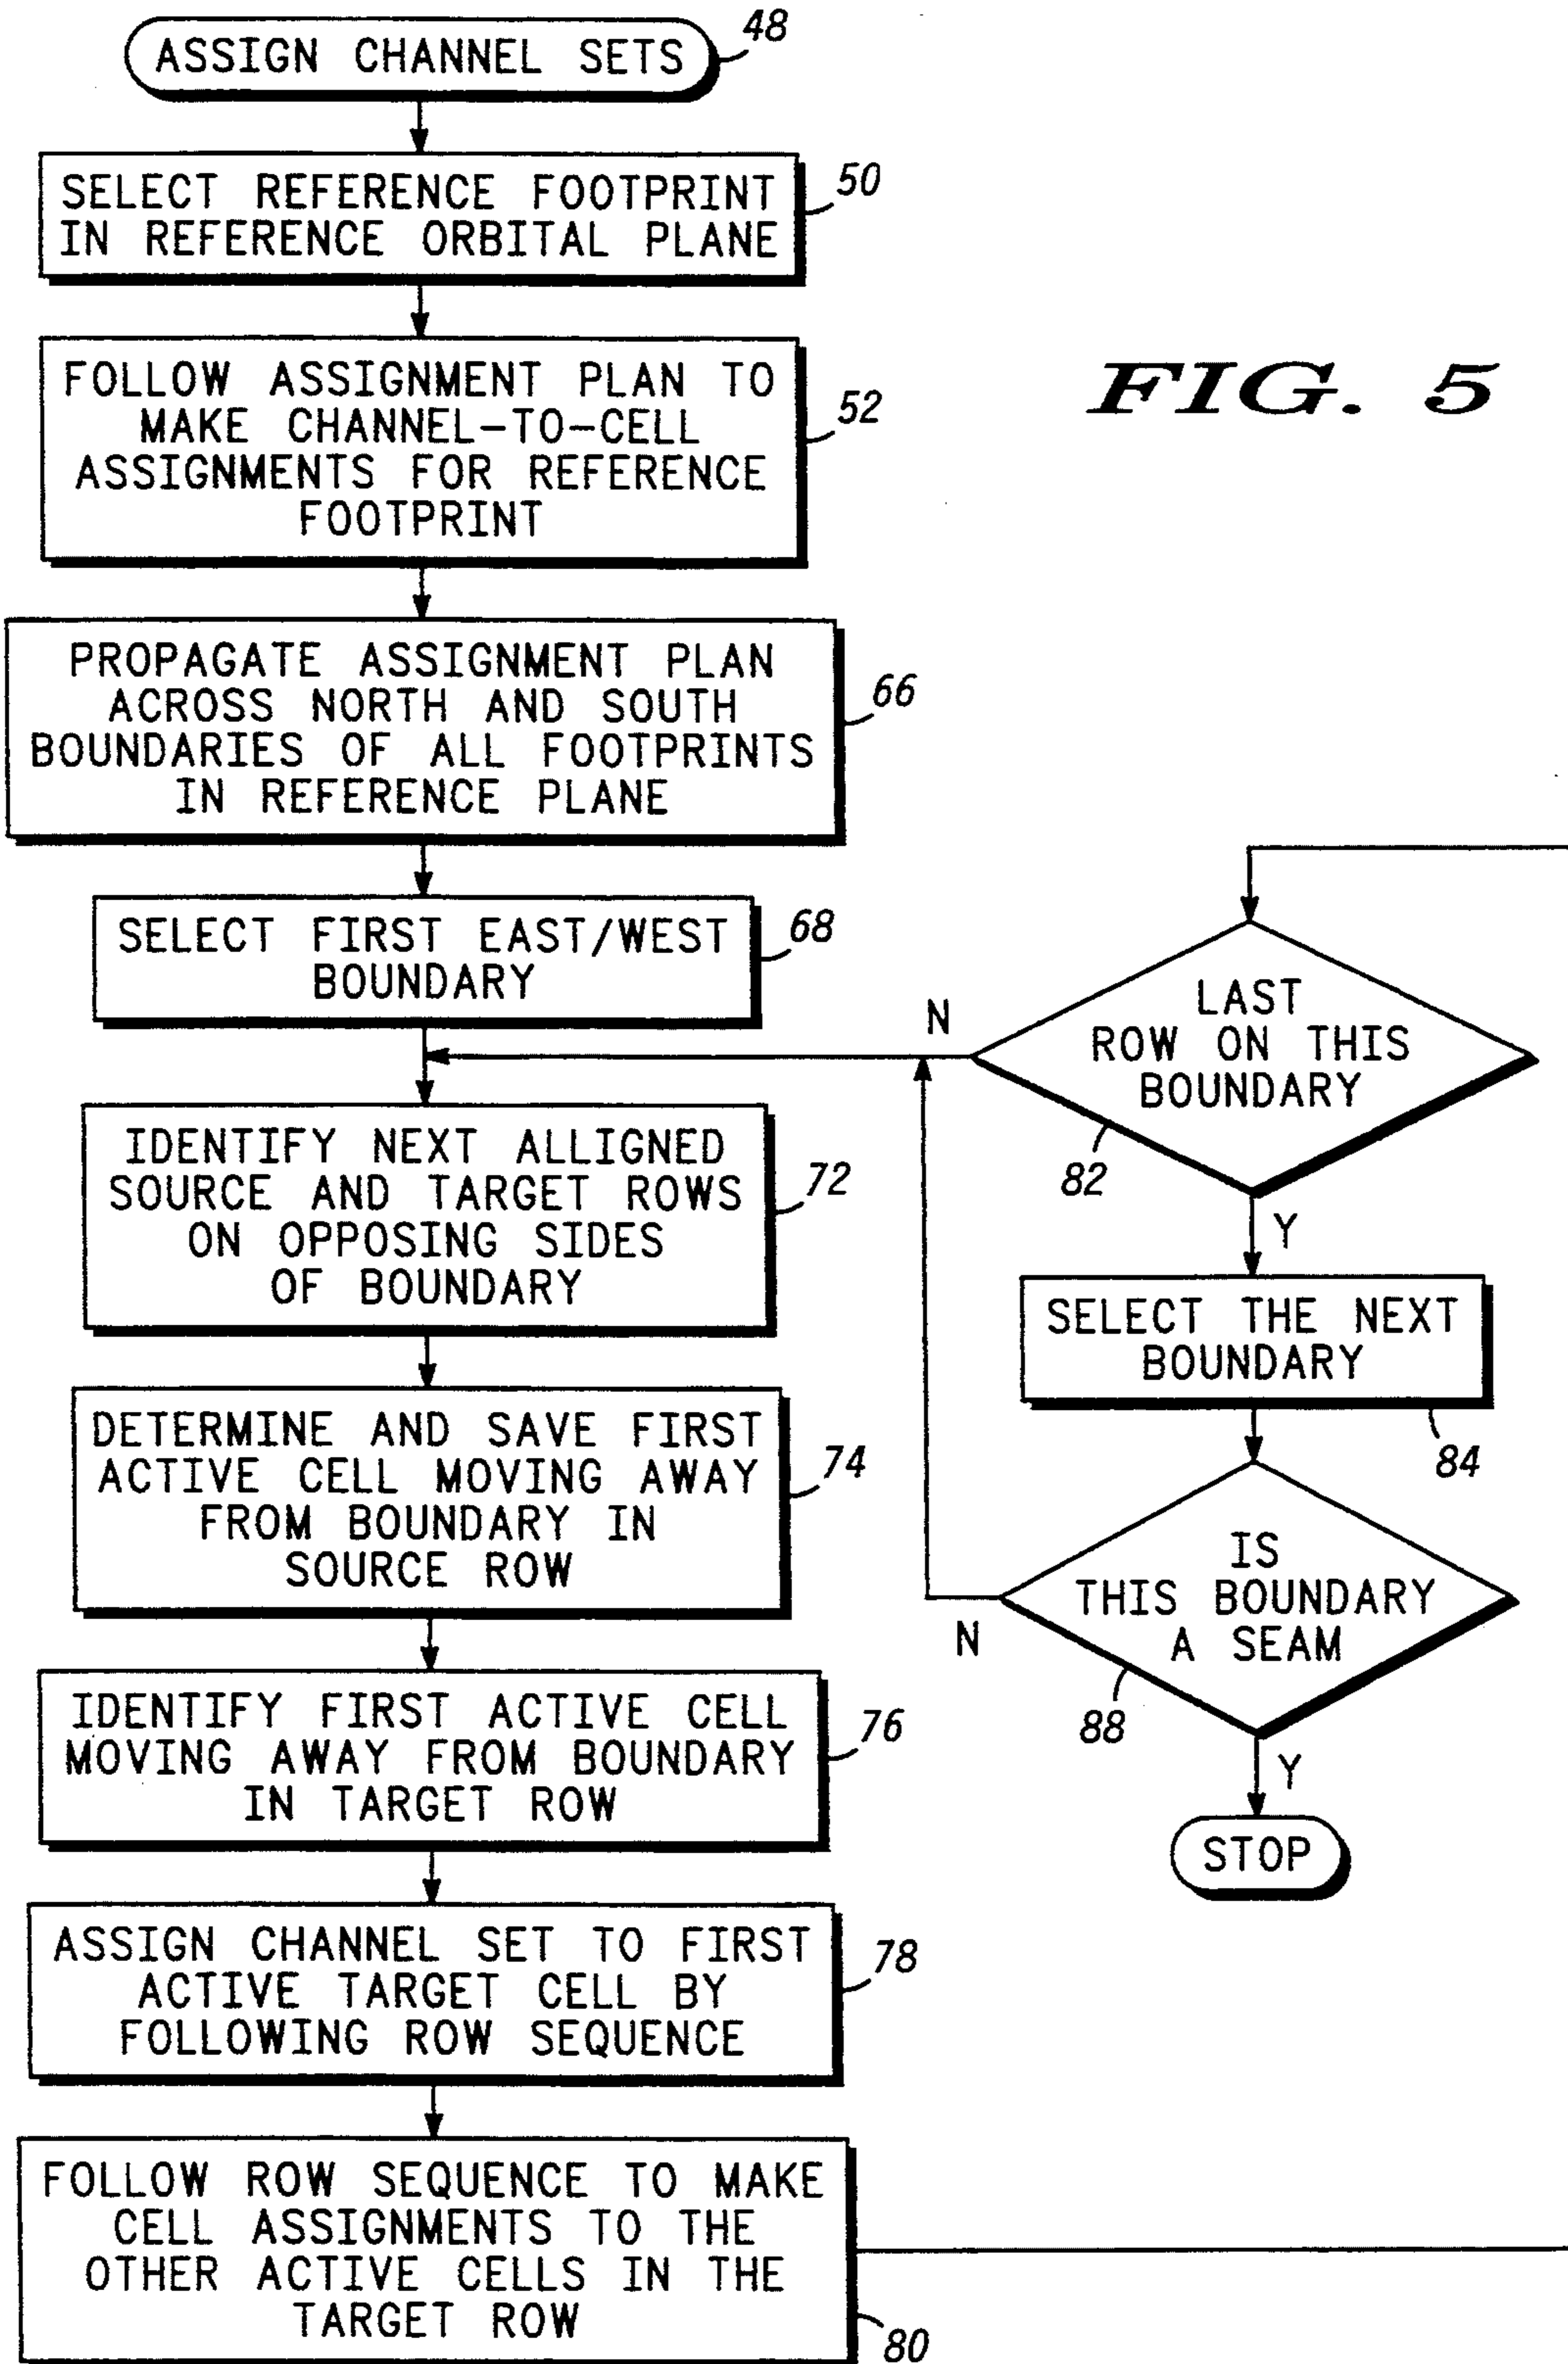 ASSIGN CHANNEL SETS
48
SELECT REFERENCE FOOTPRINT
IN REFERENCE ORBITAL PLANE
50
FOLLOW ASSIGNMENT PLAN TO
MAKE CHANNEL-TO-CELL
ASSIGNMENTS FOR REFERENCE
FOOTPRINT
52
FIG. 5
PROPAGATE ASSIGNMENT PLAN
ACROSS NORTH AND SOUTH
BOUNDARIES OF ALL FOOTPRINTS
IN REFERENCE PLANE
66
SELECT FIRST EAST/WEST
BOUNDARY
68
IDENTIFY NEXT ALLIGNED
SOURCE AND TARGET ROWS
ON OPPOSING SIDES
OF BOUNDARY
72
DETERMINE AND SAVE FIRST
ACTIVE CELL MOVING AWAY
FROM BOUNDARY IN
SOURCE ROW
74
IDENTIFY FIRST ACTIVE CELL
MOVING AWAY FROM BOUNDARY
IN TARGET ROW
76
ASSIGN CHANNEL SET TO FIRST
ACTIVE TARGET CELL BY
FOLLOWING ROW SEQUENCE
78
FOLLOW ROW SEQUENCE TO MAKE
CELL ASSIGNMENTS TO THE
OTHER ACTIVE CELLS IN THE
TARGET ROW
80
LAST
ROW ON THIS
BOUNDARY
N
82
Y
SELECT THE NEXT
BOUNDARY
84
IS
THIS BOUNDARY
A SEAM
N
88
Y
STOP